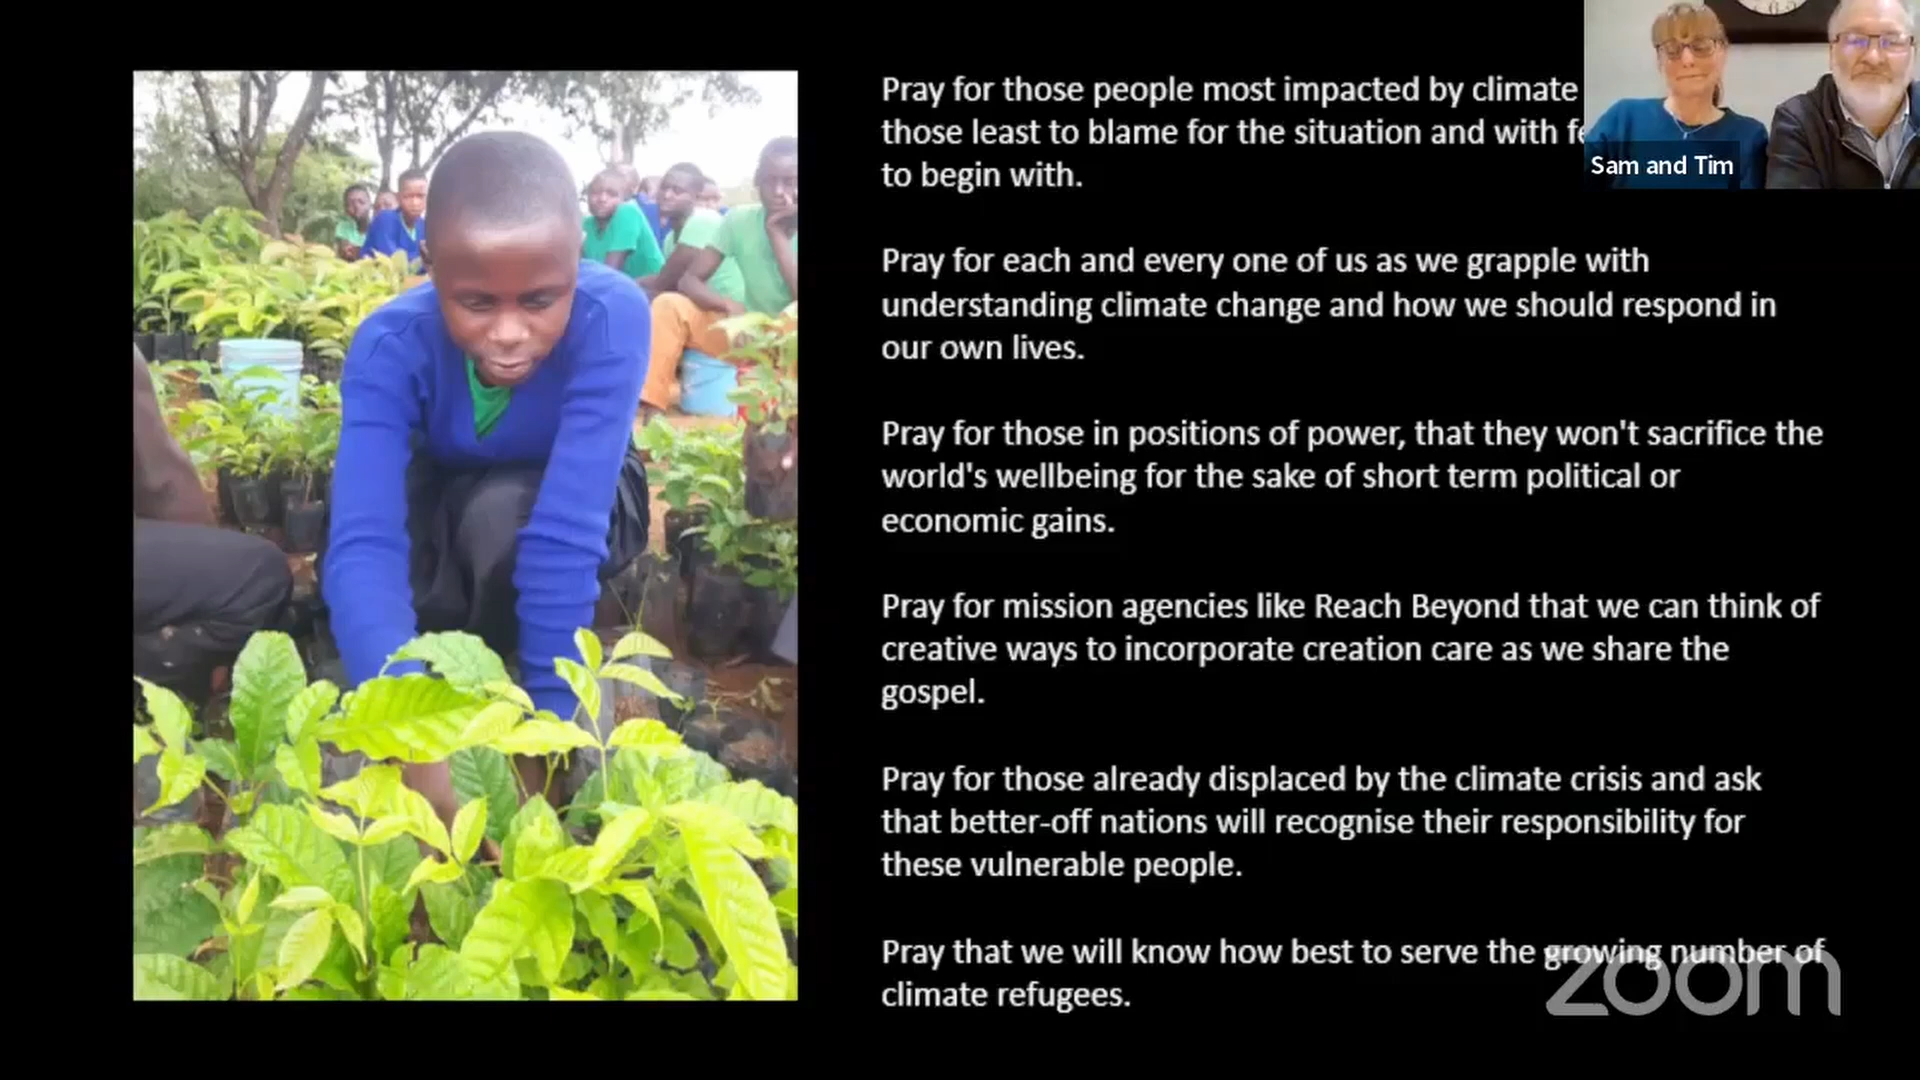 Pray for those people most impacted by climate
those least to blame for the situation and with
to begin with.
Sam and Tim
Pray for each and every one of us as we grapple with
understanding climate change and how we should respond in
our own lives.
Pray for those in positions of power, that they won't sacrifice the
world's wellbeing for the sake of short term political or
economic gains.
Pray for mission agencies like Reach Beyond that we can think of
creative ways to incorporate creation care as we share the
gospel.
Pray for those already displaced by the climate crisis and ask
that better-off nations will recognise their responsibility for
these vulnerable people.
Pray that we will know how best to serve the growing number of
climate refugees.
zoom